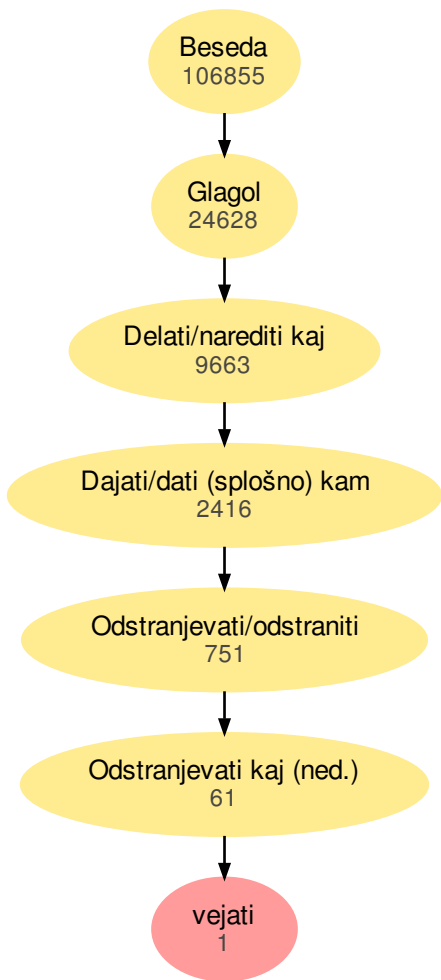 Beseda
106855
Glagol
24628
Delati/narediti kaj
9663
Dajati/dati (splošno) kam
2416
Odstranjevati/odstraniti
751
Odstranjevati kaj (ned.)
61
vejati
1